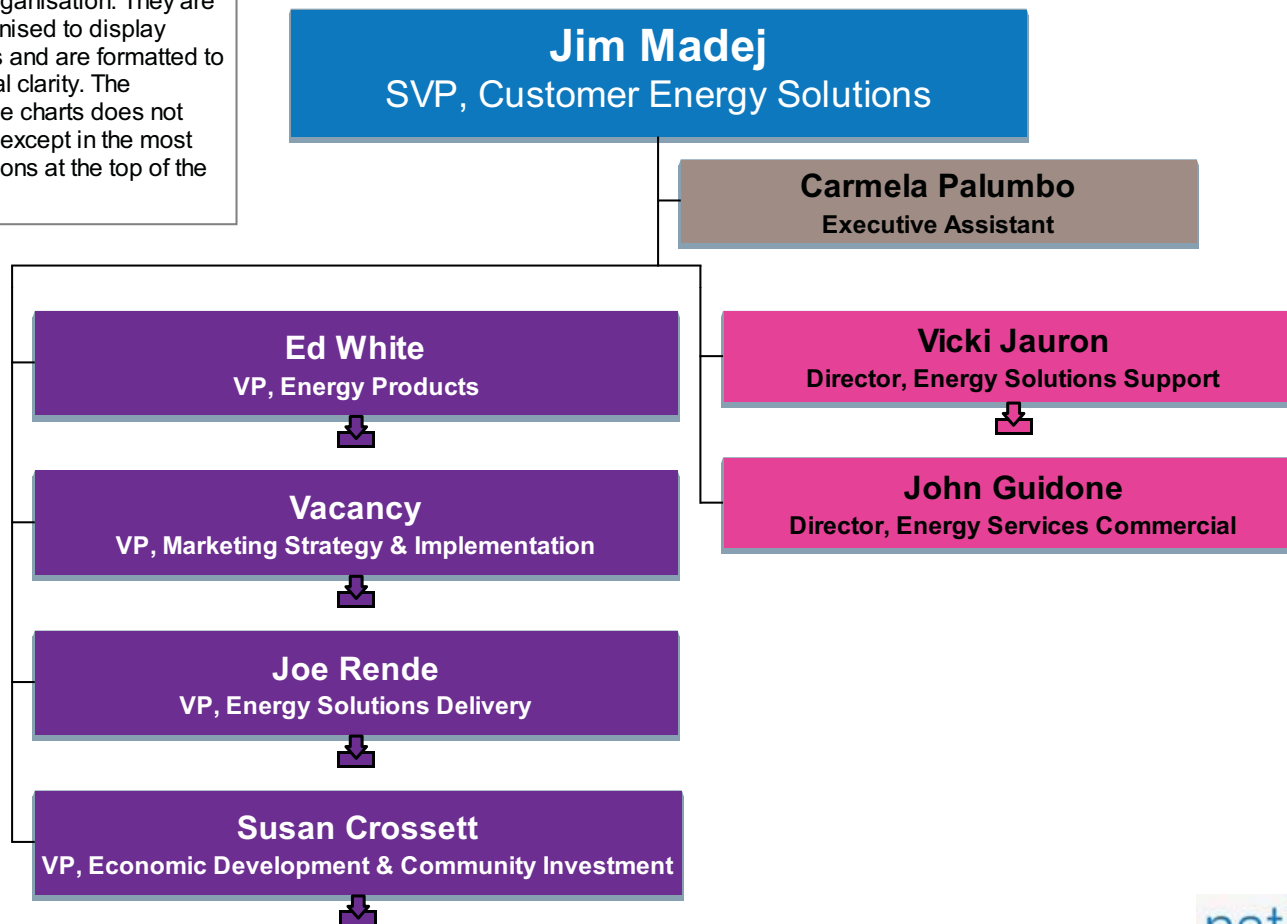 ganisation. They are
nised to display
s and are formatted to
al clarity. The
e charts does not
except in the most
ons at the top of the
Jim Madej
SVP, Customer Energy Solutions
Carmela Palumbo
Executive Assistant
Ed White
VP, Energy Products
Vacancy
VP, Marketing Strategy & Implementation
Joe Rende
VP, Energy Solutions Delivery
Susan Crossett
VP, Economic Development & Community Investment
Vicki Jauron
Director, Energy Solutions Support
John Guidone
Director, Energy Services Commercial